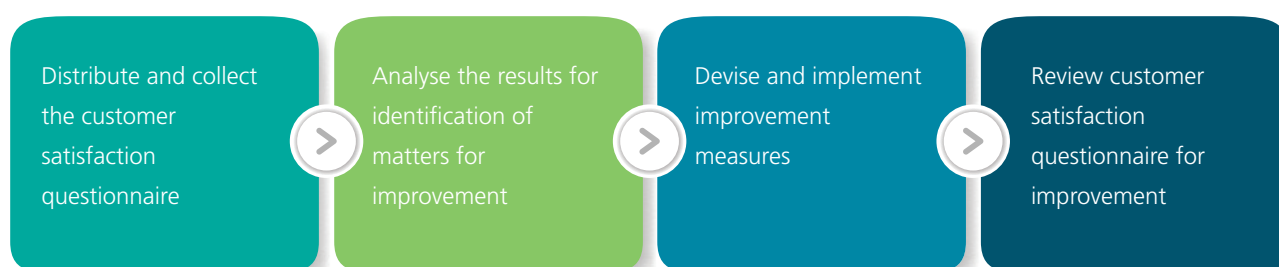 Distribute and collect
the customer
satisfaction
questionnaire
Analyse the results for
identification of
matters for
improvement
Devise and implement
improvement
measures
Review customer
satisfaction
questionnaire for
improvement